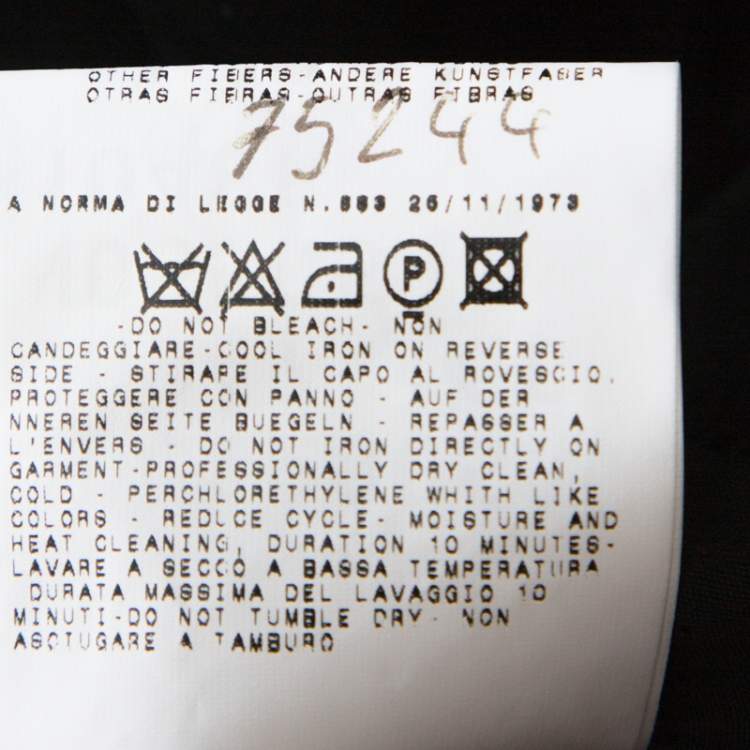 OTHER FIBERS-ANDERE KUNSTFASER
OTRAS FIBRAS-OUTRAS FIBRAS
75244
A NORMA DI LEGGE N.883 26/11/1973
P
-DO NOT BLEACH- NON
CANDEGGIARE-COOL IRON ON REVERSE
SIDE - STIRARE IL CAPO AL ROVESCIO.
PROTEGGERE CON PANNO - AUF DER
NNEREN SEITE BUEGELN - REPASSER A
L'ENVERS - DO NOT IRON DIRECTLY ON
GARMENT-PROFESSIONALLY DRY CLEAN,
COLD - PERCHLORETHYLENE WHITH LIKE
COLORS - REDUCE CYCLE- MOISTURE AND
HEAT CLEANING, DURATION 10 MINUTES-
LAVARE A SECCO A BASSA TEMPERATURA
DURATA MASSIMA DEL LAVAGGIO 10
MINUTI-DO NOT TUMBLE DRY- NON
ASCIUGARE A TAMBURO